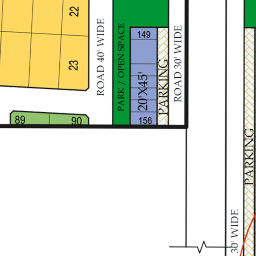 22
23
ROAD 40' WIDE
PARK / OPEN SPACE
149
20'X45'
156
PARKING
ROAD 30' WIDE
89
90
PARKING
30' WIDE